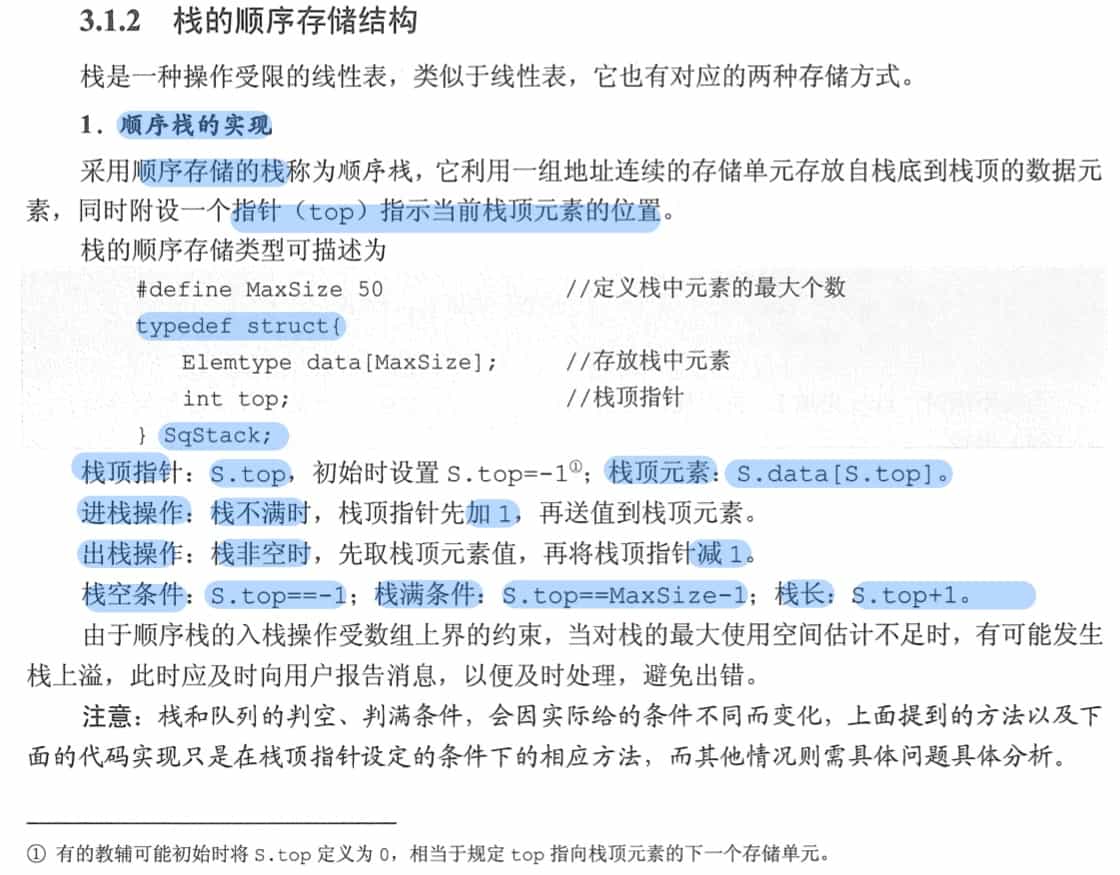 3.1.2 栈的顺序存储结构
栈是一种操作受限的线性表，类似于线性表，它也有对应的两种存储方式。
1. 顺序栈的实现
采用顺序存储的栈称为顺序栈，它利用一组地址连续的存储单元存放自栈底到栈顶的数据元
素，同时附设一个指针（top）指示当前栈顶元素的位置。
栈的顺序存储类型可描述为
#define MaxSize 50 //定义栈中元素的最大个数
typedef struct{
Elemtype data[MaxSize]; //存放栈中元素
int top; //栈顶指针
} SqStack;
栈顶指针：S.top，初始时设置 S.top=-1①；栈顶元素：S.data[S.top]。
进栈操作：栈不满时，栈顶指针先加 1，再送值到栈顶元素。
出栈操作：栈非空时，先取栈顶元素值，再将栈顶指针减 1。
栈空条件：S.top==-1；栈满条件：S.top==MaxSize-1；栈长：S.top+1。
由于顺序栈的入栈操作受数组上界的约束，当对栈的最大使用空间估计不足时，有可能发生
栈上溢，此时应及时向用户报告消息，以便及时处理，避免出错。
注意：栈和队列的判空、判满条件，会因实际给的条件不同而变化，上面提到的方法以及下
面的代码实现只是在栈顶指针设定的条件下的相应方法，而其他情况则需具体问题具体分析。
① 有的教辅可能初始时将 S.top 定义为 0，相当于规定 top 指向栈顶元素的下一个存储单元。